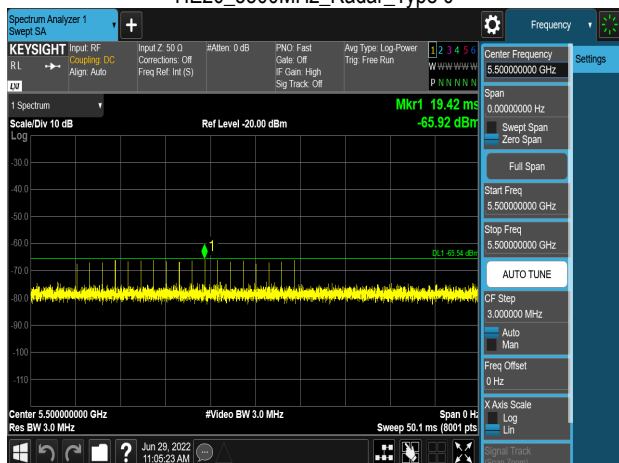 Spectrum Analyzer 1
Swept SA
Frequency
KEYSIGHT
RL
Input: RF
Coupling: DC
Align: Auto
Input Z: 50 Ω
Corrections: Off
Freq Ref: Int (S)
#Atten: 0 dB
PNO: Fast
Gate: Off
IF Gain: High
Sig Track: Off
Avg Type: Log-Power
Trig: Free Run
1 2 3 4 5 6
W W W W W W
P N N N N N
1 Spectrum
Scale/Div 10 dB
Log
Ref Level -20.00 dBm
Mkr1 19.42 ms
-65.92 dBm
-30.0
-40.0
-50.0
-60.0
-70.0
-80.0
-90.0
-100
-110
1
DL1 -65.54 dBm
Center 5.500000000 GHz
Res BW 3.0 MHz
#Video BW 3.0 MHz
Span 0 Hz
Sweep 50.1 ms (8001 pts)
Jun 29, 2022
11:05:23 AM
Center Frequency
5.500000000 GHz
Settings
Span
0.00000000 Hz
Swept Span
Zero Span
Full Span
Start Freq
5.500000000 GHz
Stop Freq
5.500000000 GHz
AUTO TUNE
CF Step
3.000000 MHz
Auto
Man
Freq Offset
0 Hz
X Axis Scale
Log
Lin
Signal Track